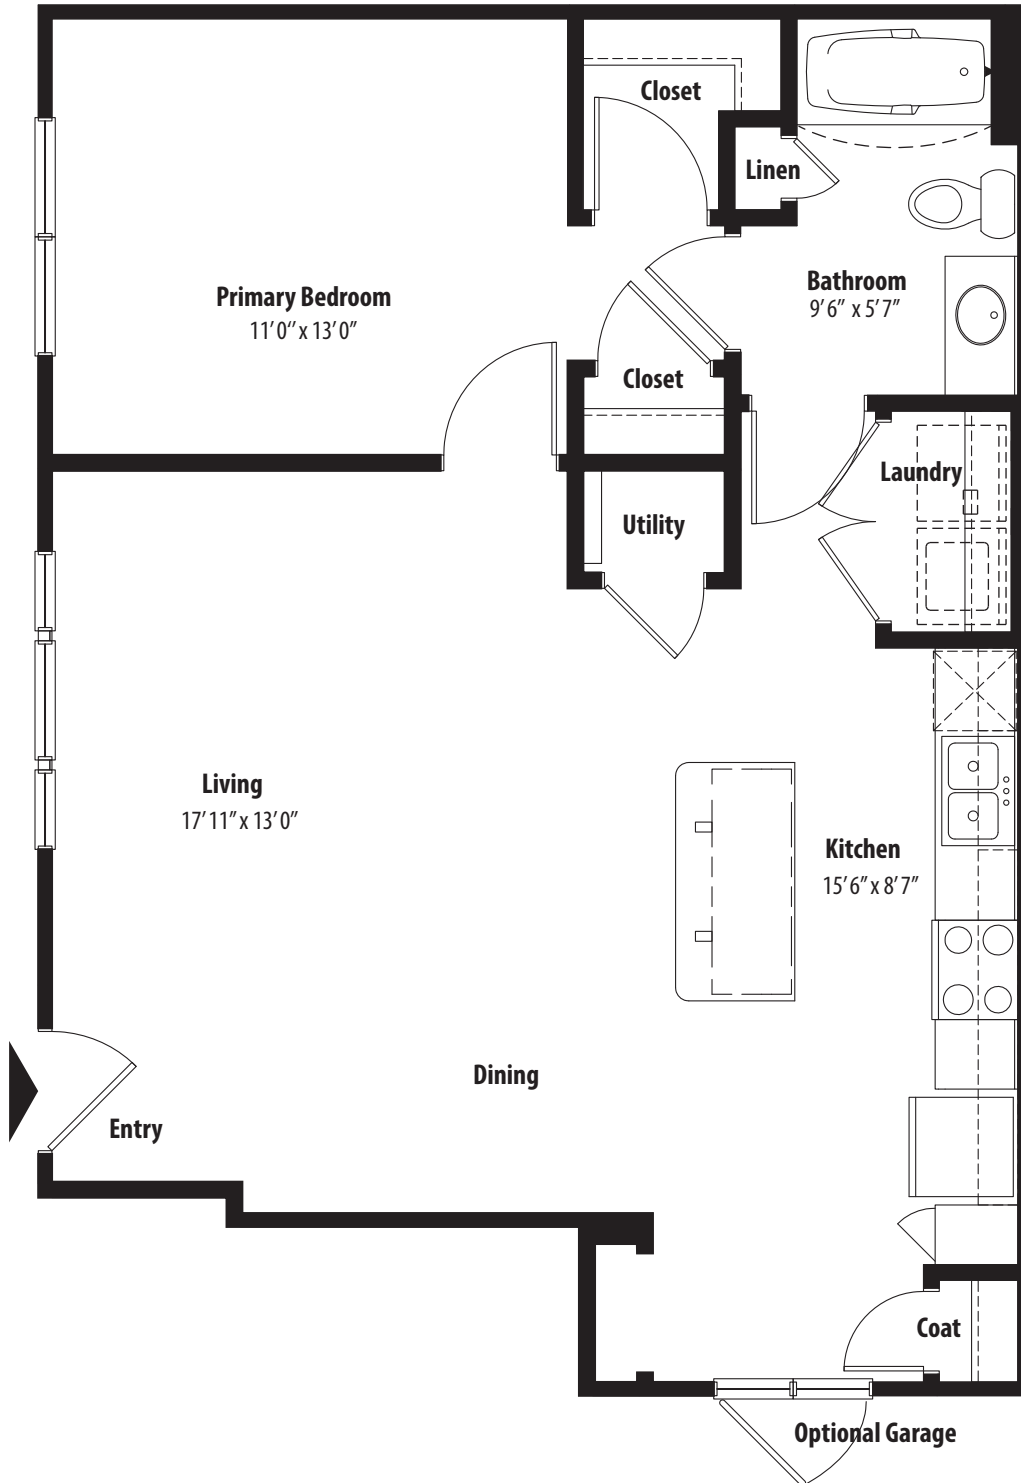 Closet
Linen
Primary Bedroom
11'0" x 13'0"
Bathroom
9'6" x 5'7"
Closet
Laundry
Utility
Living
17'11" x 13'0"
Kitchen
15'6" x 8'7"
Dining
Entry
Coat
Optional Garage